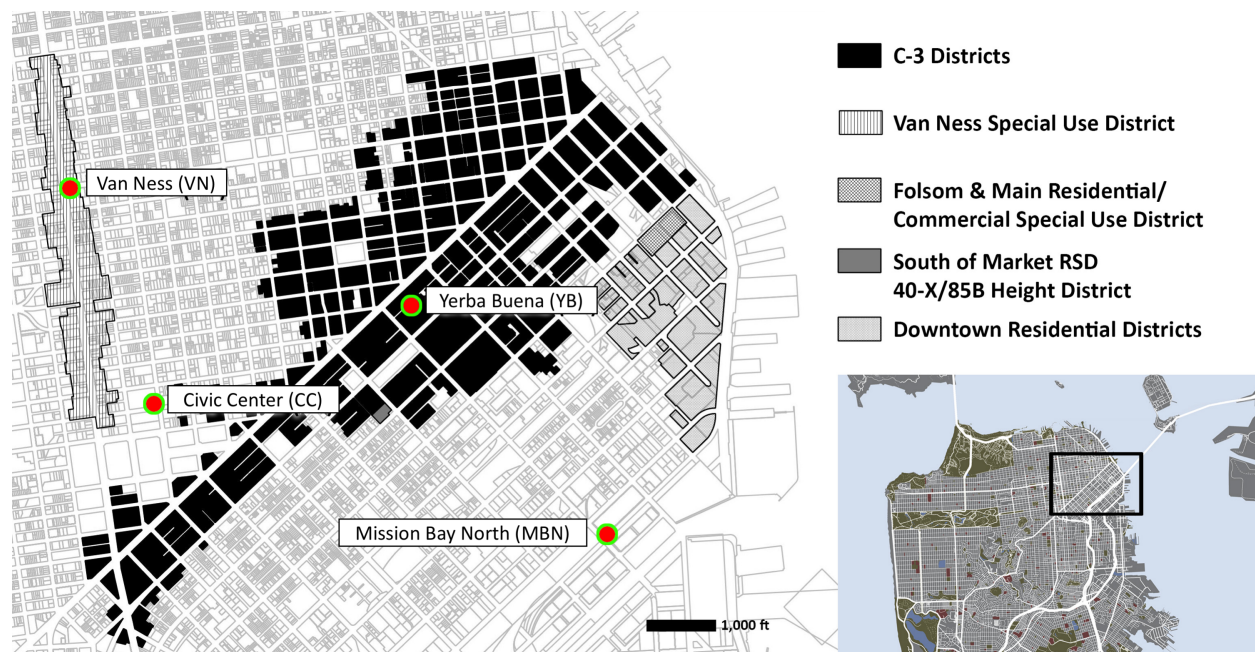 C-3 Districts
Van Ness Special Use District
Van Ness (VN)
Folsom & Main Residential/
Commercial Special Use District
South of Market RSD
40-X/85B Height District
Yerba Buena (YB)
Downtown Residential Districts
Civic Center (CC)
Mission Bay North (MBN)
1,000 ft